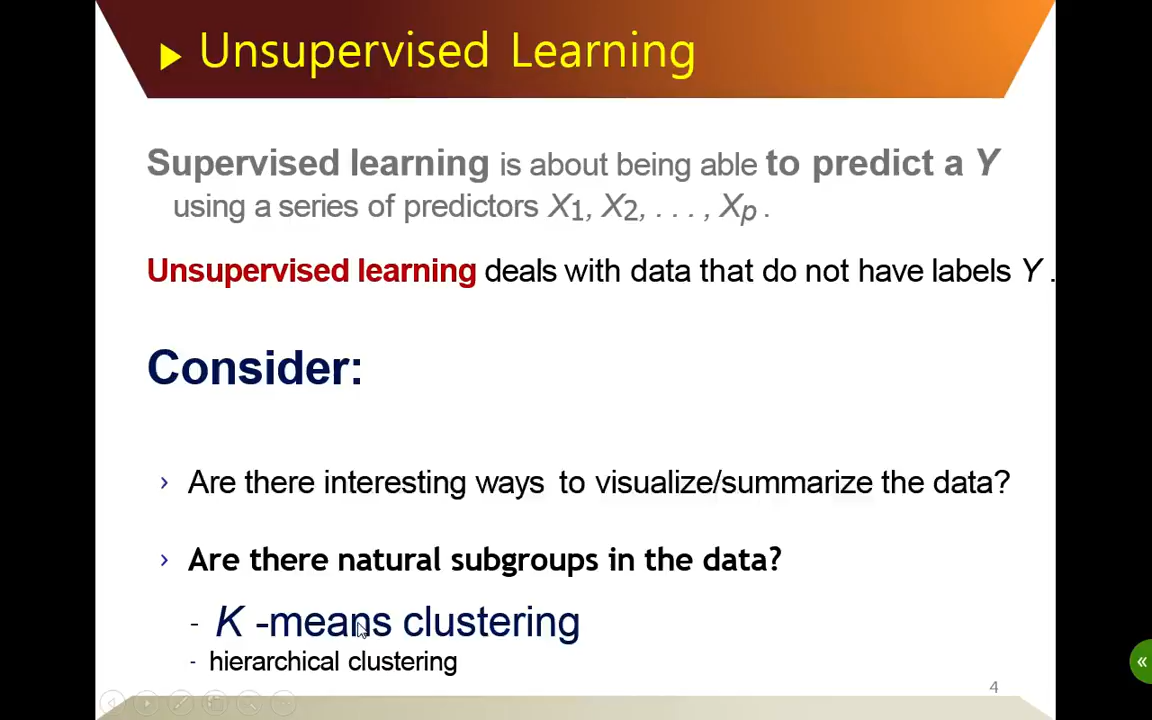 Unsupervised Learning
Supervised learning is about being able to predict a Y
using a series of predictors X1, X2, . . . , Xp .
Unsupervised learning deals with data that do not have labels Y .
Consider:
› Are there interesting ways to visualize/summarize the data?
› Are there natural subgroups in the data?
- K -means clustering
- hierarchical clustering
4
«